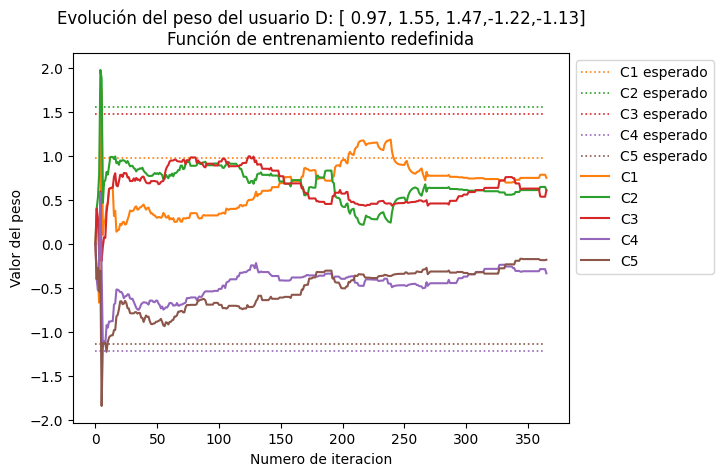 Evolución del peso del usuario D: [ 0.97, 1.55, 1.47,-1.22,-1.13]
Función de entrenamiento redefinida
Valor del peso
2.0
1.5
1.0
0.5
0.0
−0.5
−1.0
−1.5
−2.0
0
50
100
150
200
250
300
350
Numero de iteracion
C1 esperado
C2 esperado
C3 esperado
C4 esperado
C5 esperado
C1
C2
C3
C4
C5